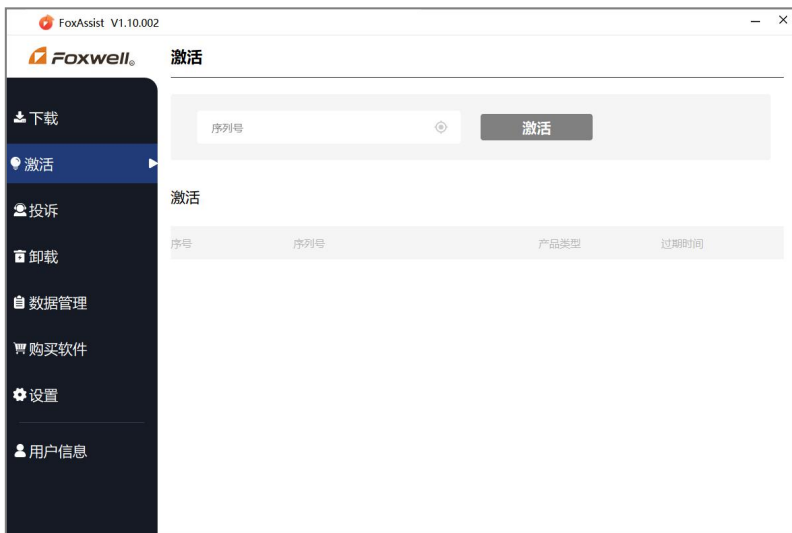 FoxAssist V1.10.002
FOXWell®
激活
下载
激活
投诉
卸载
数据管理
购买软件
设置
用户信息
序列号
激活
激活
序号 序列号 产品类型 过期时间